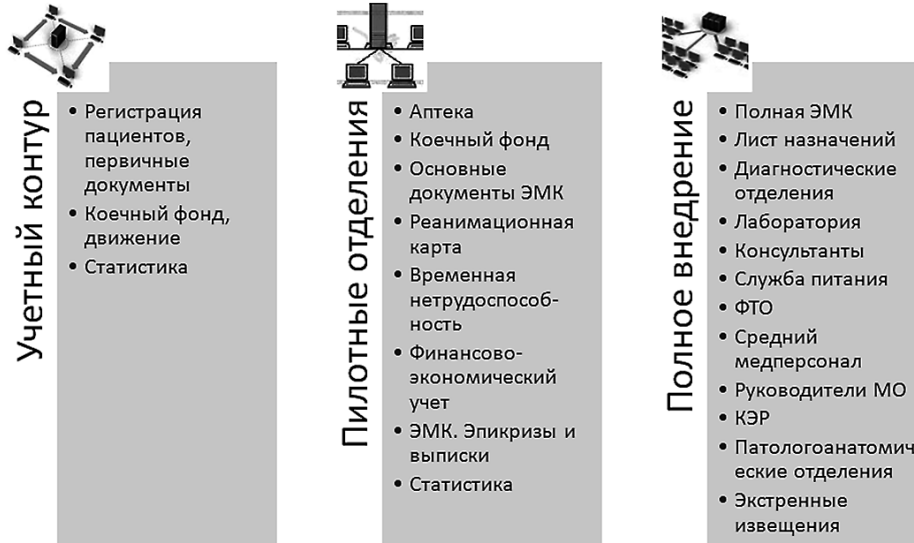 Учетный контур
• Регистрация
пациентов,
первичные
документы
• Коечный фонд,
движение
• Статистика
Пилотные отделения
• Аптека
• Коечный фонд
• Основные
документы ЭМК
• Реанимационная
карта
• Временная
нетрудоспособ-
ность
• Финансово-
экономический
учет
• ЭМК. Эпикризы и
выписки
• Статистика
Полное внедрение
• Полная ЭМК
• Лист назначений
• Диагностические
отделения
• Лаборатория
• Консультанты
• Служба питания
• ФТО
• Средний
медперсонал
• Руководители МО
• КЭР
• Патологоанатомич
еские отделения
• Экстренные
извещения